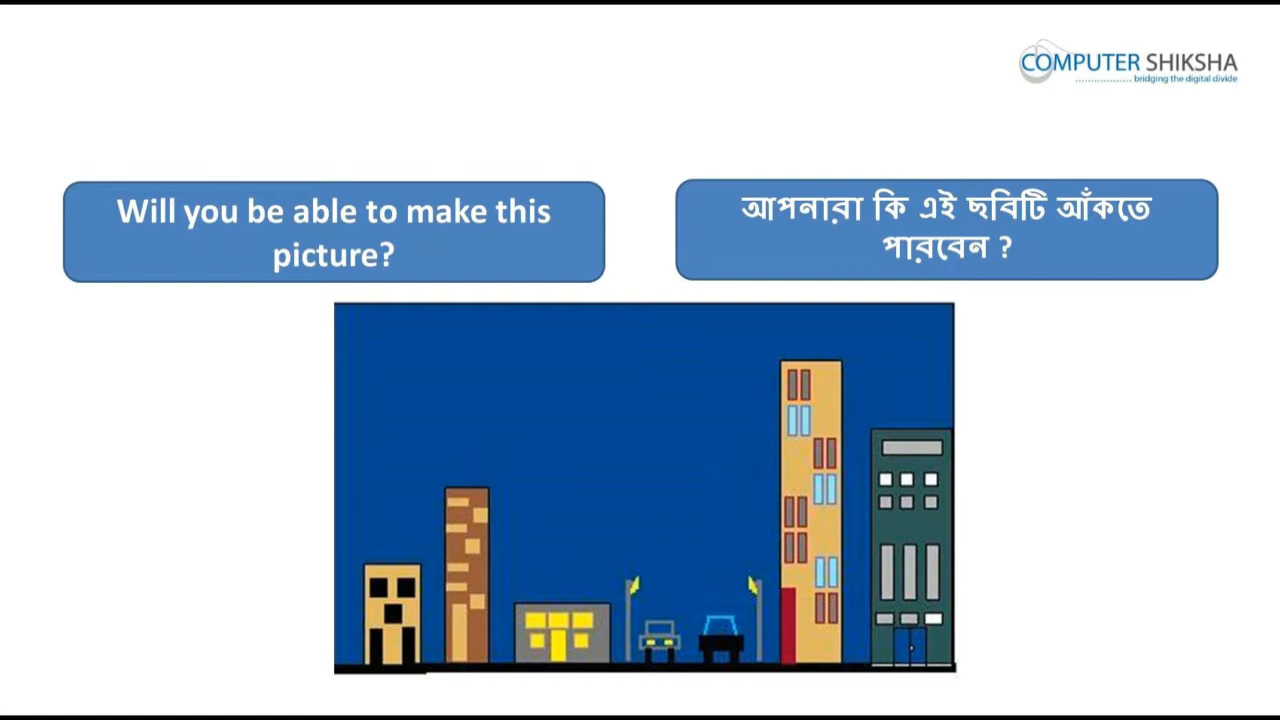 COMPUTER SHIKSHA
bridging the digital divide
Will you be able to make this
picture?
আপনারা কি এই ছবিটি আঁকতে
পারবেন ?